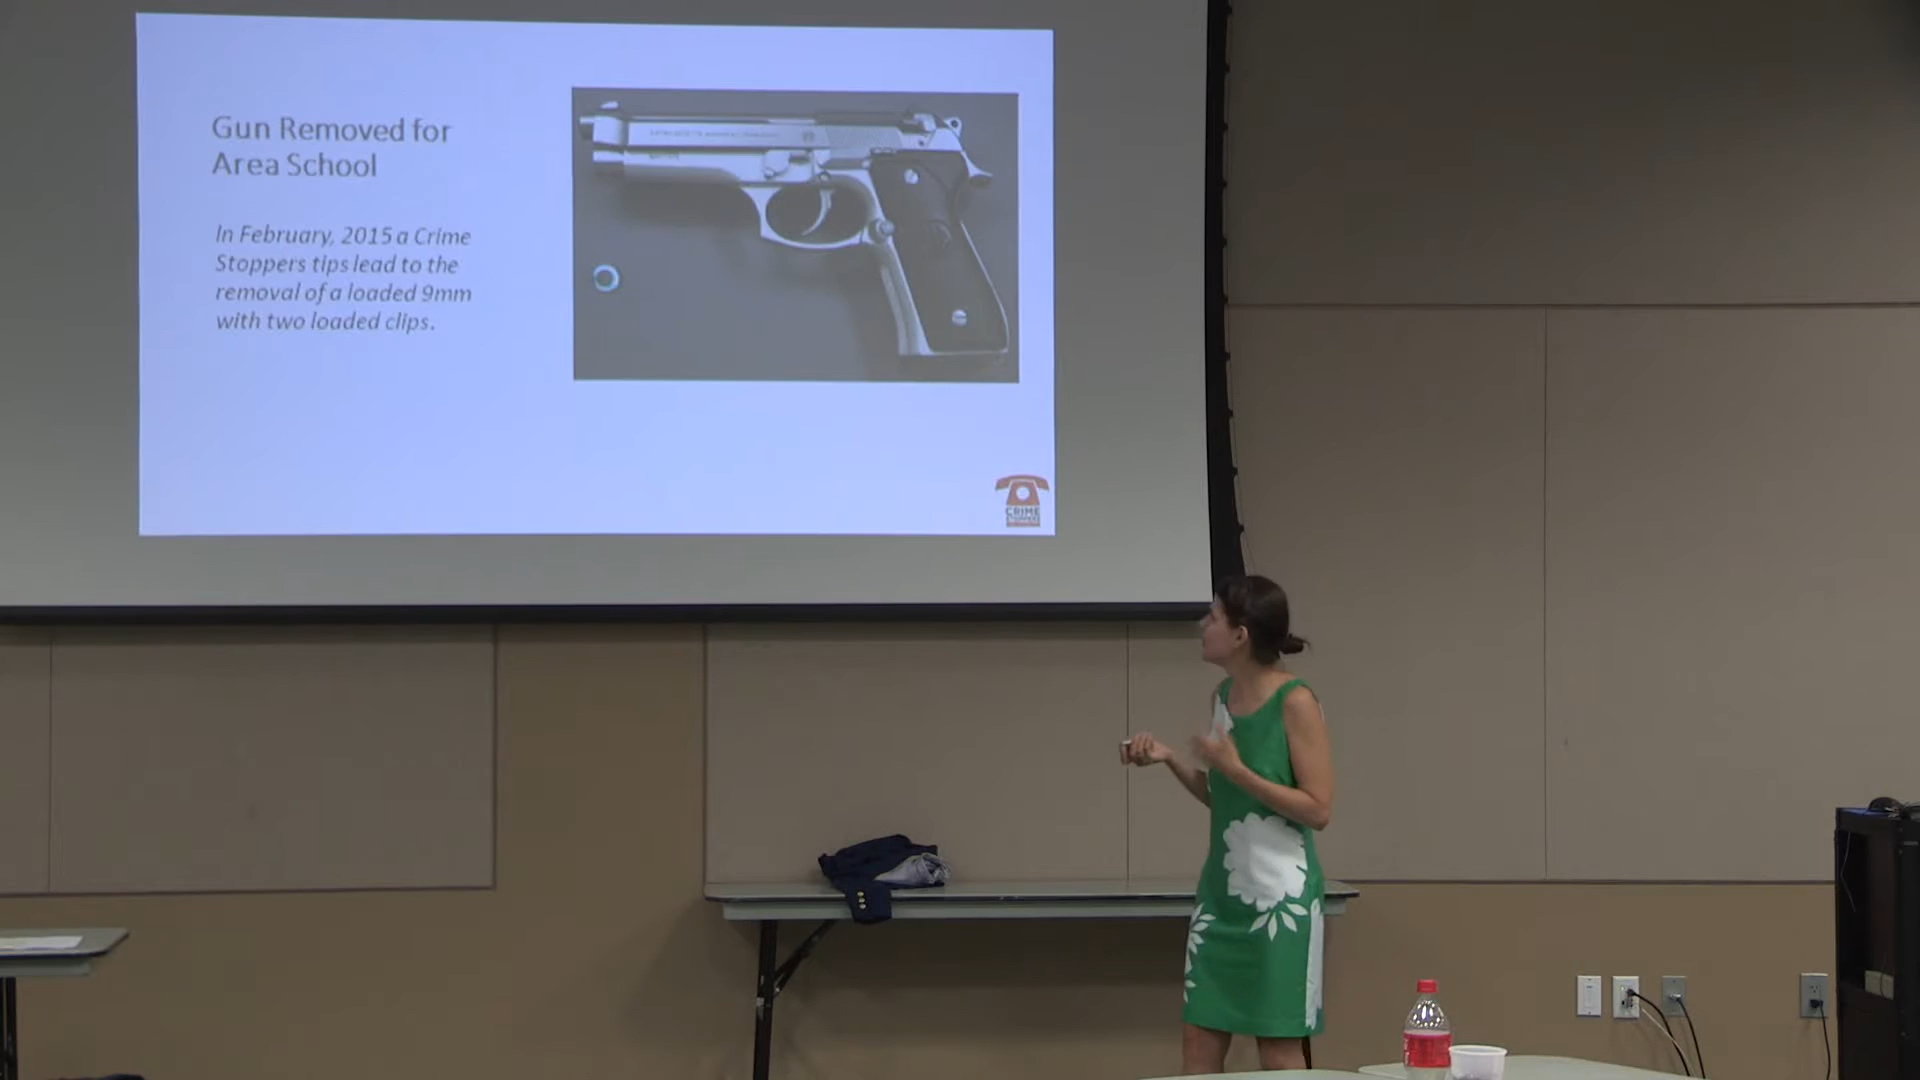 Gun Removed for
Area School
In February, 2015 a Crime
Stoppers tips lead to the
removal of a loaded 9mm
with two loaded clips.
CRIME
STOPPERS